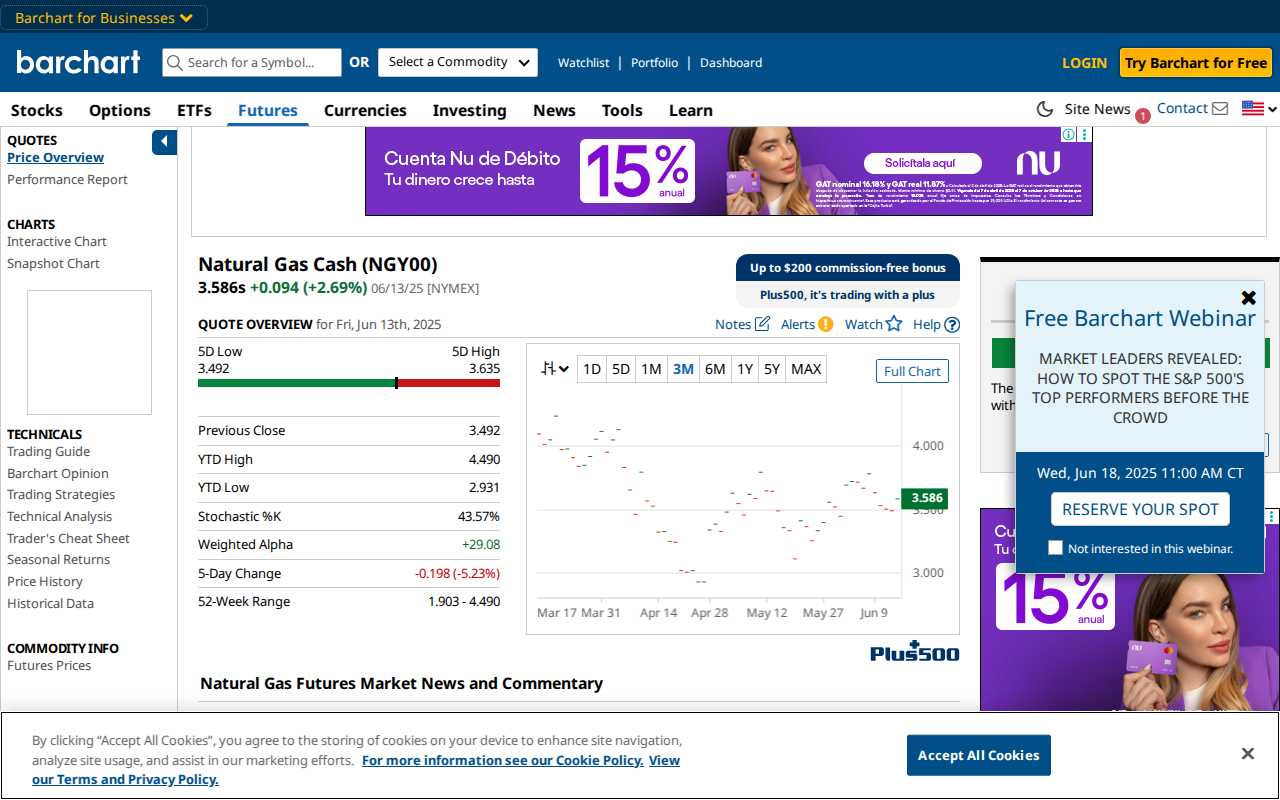 Barchart for Businesses
barchart
Search for a Symbol...
OR
Select a Commodity
Watchlist
Portfolio
Dashboard
LOGIN
Try Barchart for Free
Stocks
Options
ETFs
Futures
Currencies
Investing
News
Tools
Learn
Site News
1
Contact
QUOTES
Price Overview
Performance Report
CHARTS
Interactive Chart
Snapshot Chart
TECHNICALS
Trading Guide
Barchart Opinion
Trading Strategies
Technical Analysis
Trader's Cheat Sheet
Seasonal Returns
Price History
Historical Data
COMMODITY INFO
Futures Prices
Cuenta Nu de Débito
Tu dinero crece hasta
15%
anual
Solicítala aquí
nu
GAT nominal 16.18% y GAT real 11.87%
Natural Gas Cash (NGY00)
3.586s +0.094 (+2.69%) 06/13/25 [NYMEX]
Up to $200 commission-free bonus
Plus500, it's trading with a plus
QUOTE OVERVIEW for Fri, Jun 13th, 2025
Notes
Alerts
Watch
Help
5D Low 5D High
3.492 3.635
Previous Close 3.492
YTD High 4.490
YTD Low 2.931
Stochastic %K 43.57%
Weighted Alpha +29.08
5-Day Change -0.198 (-5.23%)
52-Week Range 1.903 - 4.490
1D 5D 1M 3M 6M 1Y 5Y MAX
Full Chart
4.000
3.586
3.500
3.000
Mar 17 Mar 31 Apr 14 Apr 28 May 12 May 27 Jun 9
Plus500
Natural Gas Futures Market News and Commentary
The
with
Free Barchart Webinar
MARKET LEADERS REVEALED:
HOW TO SPOT THE S&P 500'S
TOP PERFORMERS BEFORE THE
CROWD
Wed, Jun 18, 2025 11:00 AM CT
RESERVE YOUR SPOT
Not interested in this webinar.
15%
anual
nu
By clicking “Accept All Cookies”, you agree to the storing of cookies on your device to enhance site navigation,
analyze site usage, and assist in our marketing efforts. For more information see our Cookie Policy. View
our Terms and Privacy Policy.
Accept All Cookies